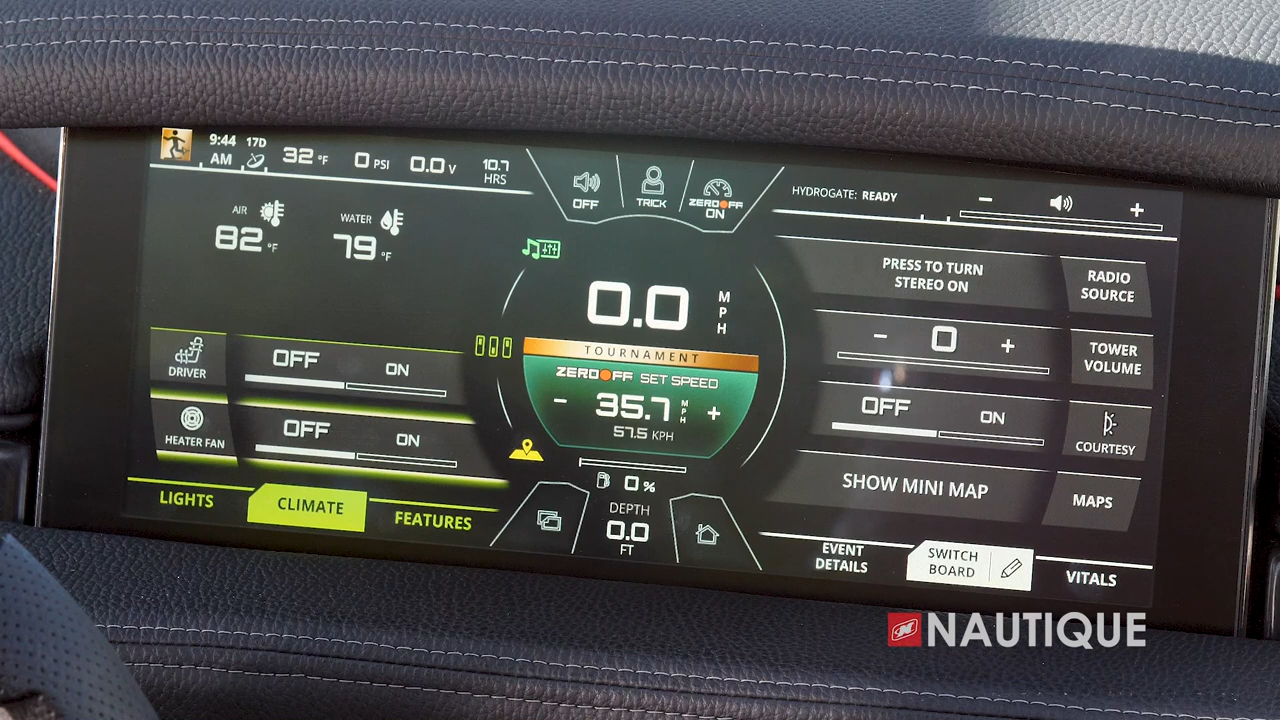 9:44 AM
17D
32 °F
0 PSI
0.0 V
10.7 HRS
OFF
TRICK
ZEROOFF
ON
HYDROGATE: READY
−
+
AIR
82 °F
WATER
79 °F
0.0 MPH
TOURNAMENT
ZEROOFF SET SPEED
− 35.7 MPH +
57.5 KPH
0 %
DEPTH
0.0
FT
DRIVER
OFF
ON
HEATER FAN
OFF
ON
LIGHTS
CLIMATE
FEATURES
PRESS TO TURN
STEREO ON
RADIO
SOURCE
− 0 +
TOWER
VOLUME
OFF
ON
COURTESY
SHOW MINI MAP
MAPS
EVENT
DETAILS
SWITCH
BOARD
VITALS
NAUTIQUE